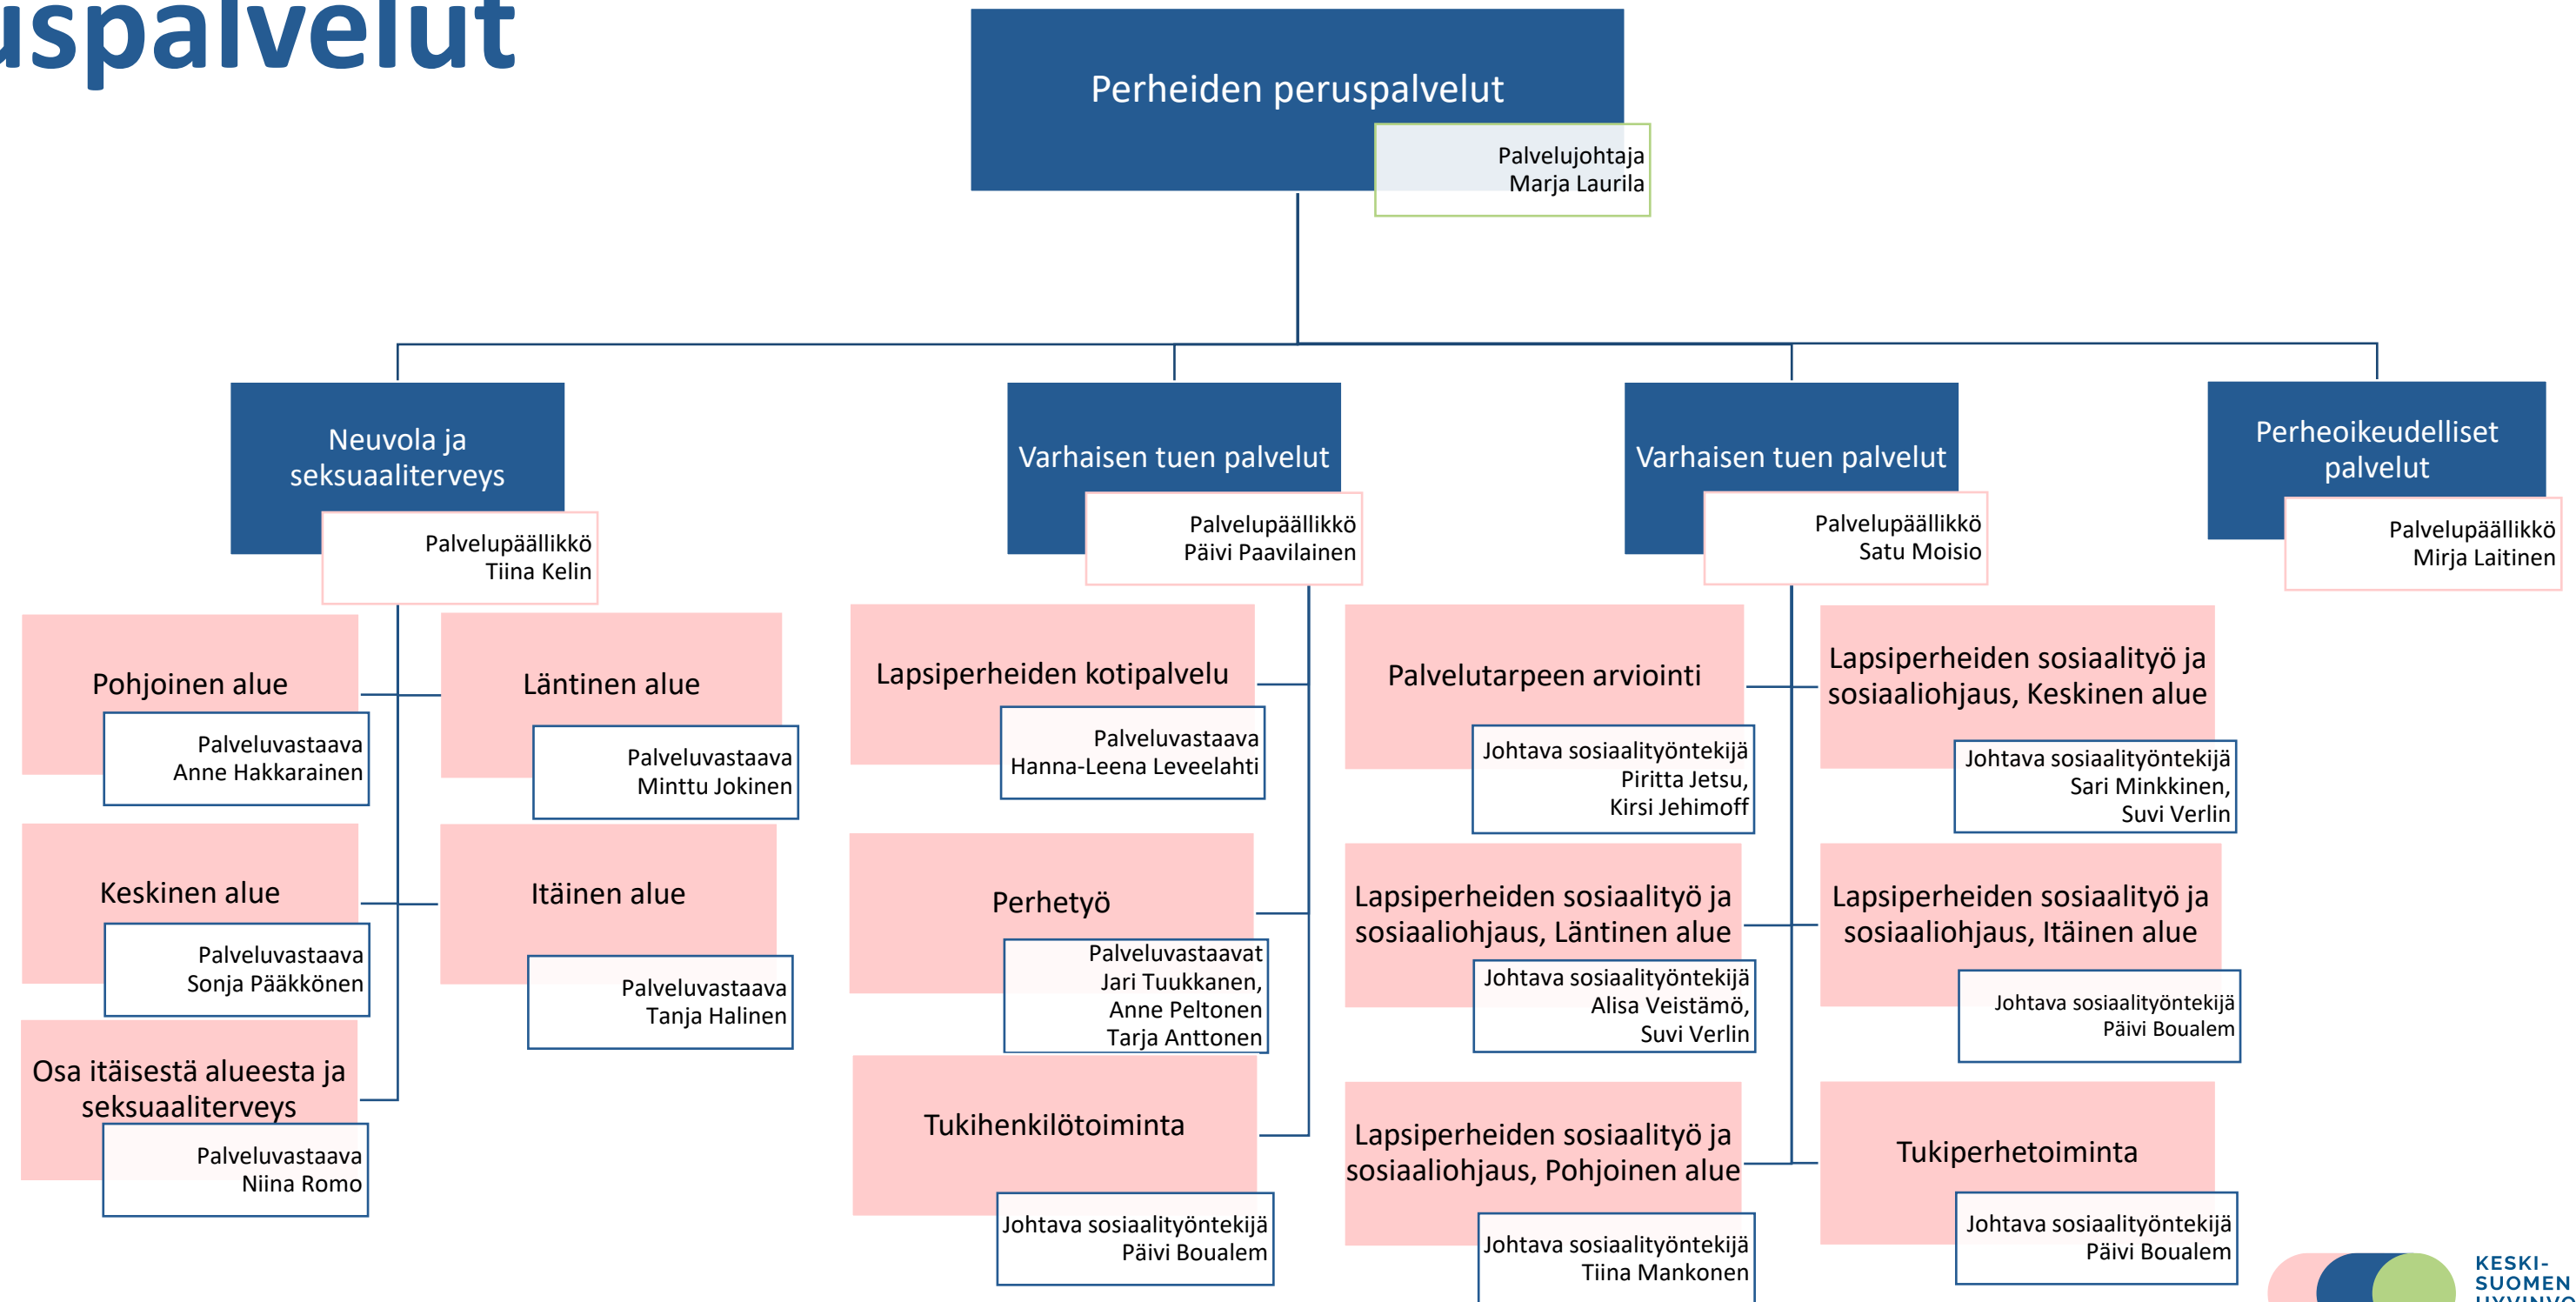 uspalvelut
Perheiden peruspalvelut
Palvelujohtaja
Marja Laurila
Neuvola ja
seksuaaliterveys
Palvelupäällikkö
Tiina Kelin
Varhaisen tuen palvelut
Palvelupäällikkö
Päivi Paavilainen
Varhaisen tuen palvelut
Palvelupäällikkö
Satu Moisio
Perheoikeudelliset
palvelut
Palvelupäällikkö
Mirja Laitinen
Pohjoinen alue
Palveluvastaava
Anne Hakkarainen
Läntinen alue
Palveluvastaava
Minttu Jokinen
Keskinen alue
Palveluvastaava
Sonja Pääkkönen
Itäinen alue
Palveluvastaava
Tanja Halinen
Osa itäisestä alueesta ja
seksuaaliterveys
Palveluvastaava
Niina Romo
Lapsiperheiden kotipalvelu
Palveluvastaava
Hanna-Leena Leveelahti
Perhetyö
Palveluvastaavat
Jari Tuukkanen,
Anne Peltonen
Tarja Anttonen
Tukihenkilötoiminta
Johtava sosiaalityöntekijä
Päivi Boualem
Palvelutarpeen arviointi
Johtava sosiaalityöntekijä
Piritta Jetsu,
Kirsi Jehimoff
Lapsiperheiden sosiaalityö ja
sosiaaliohjaus, Keskinen alue
Johtava sosiaalityöntekijä
Sari Minkkinen,
Suvi Verlin
Lapsiperheiden sosiaalityö ja
sosiaaliohjaus, Läntinen alue
Johtava sosiaalityöntekijä
Alisa Veistämö,
Suvi Verlin
Lapsiperheiden sosiaalityö ja
sosiaaliohjaus, Itäinen alue
Johtava sosiaalityöntekijä
Päivi Boualem
Lapsiperheiden sosiaalityö ja
sosiaaliohjaus, Pohjoinen alue
Johtava sosiaalityöntekijä
Tiina Mankonen
Tukiperhetoiminta
Johtava sosiaalityöntekijä
Päivi Boualem
KESKI-
SUOMEN